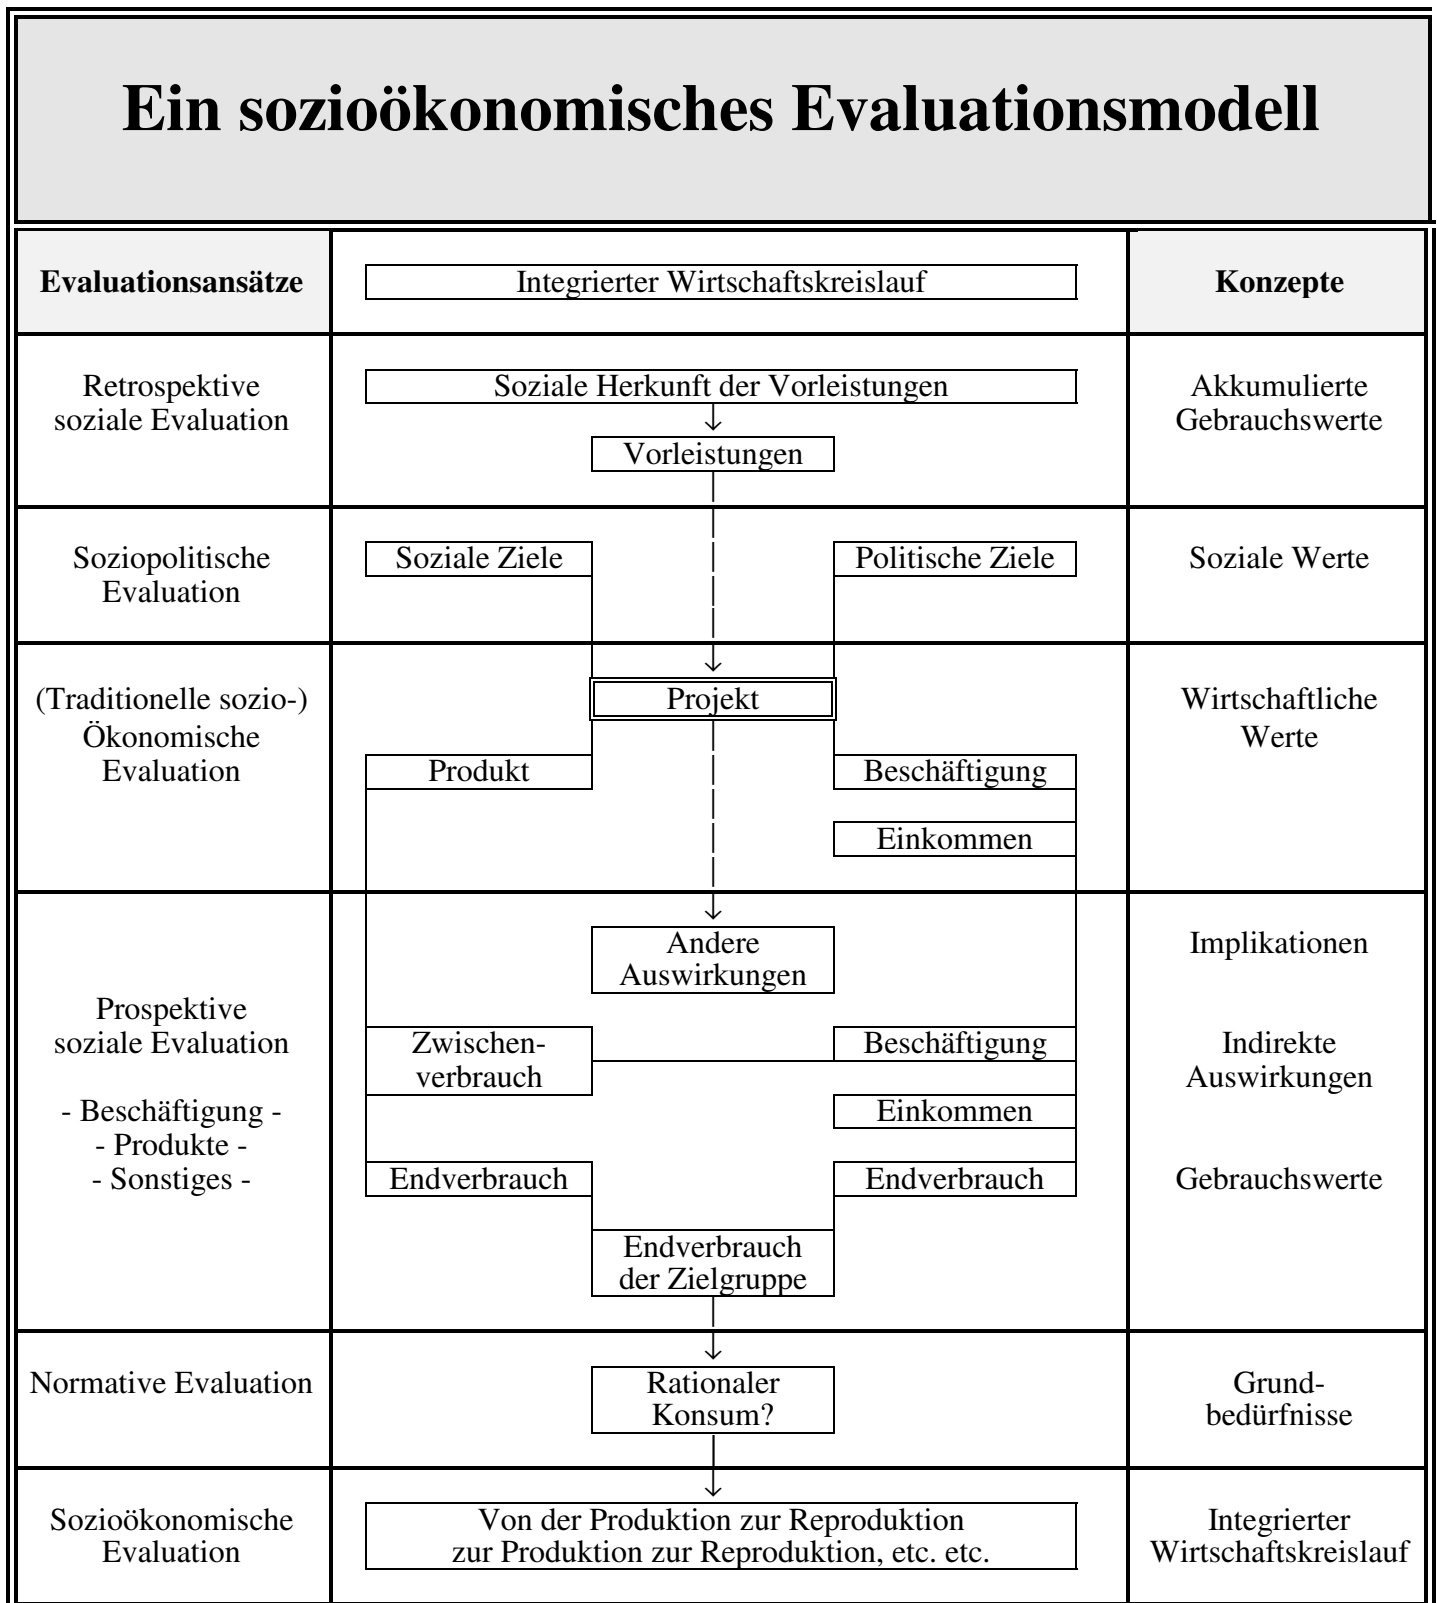 Ein sozioökonomisches Evaluationsmodell
Evaluationsansätze
Integrierter Wirtschaftskreislauf
Konzepte
Retrospektive
soziale Evaluation
Soziale Herkunft der Vorleistungen
Vorleistungen
Akkumulierte
Gebrauchswerte
Soziopolitische
Evaluation
Soziale Ziele
Politische Ziele
Soziale Werte
(Traditionelle sozio-)
Ökonomische
Evaluation
Projekt
Produkt
Beschäftigung
Einkommen
Wirtschaftliche
Werte
Prospektive
soziale Evaluation
- Beschäftigung -
- Produkte -
- Sonstiges -
Andere
Auswirkungen
Zwischen-
verbrauch
Beschäftigung
Einkommen
Endverbrauch
Endverbrauch
Endverbrauch
der Zielgruppe
Implikationen
Indirekte
Auswirkungen
Gebrauchswerte
Normative Evaluation
Rationaler
Konsum?
Grund-
bedürfnisse
Sozioökonomische
Evaluation
Von der Produktion zur Reproduktion
zur Produktion zur Reproduktion, etc. etc.
Integrierter
Wirtschaftskreislauf